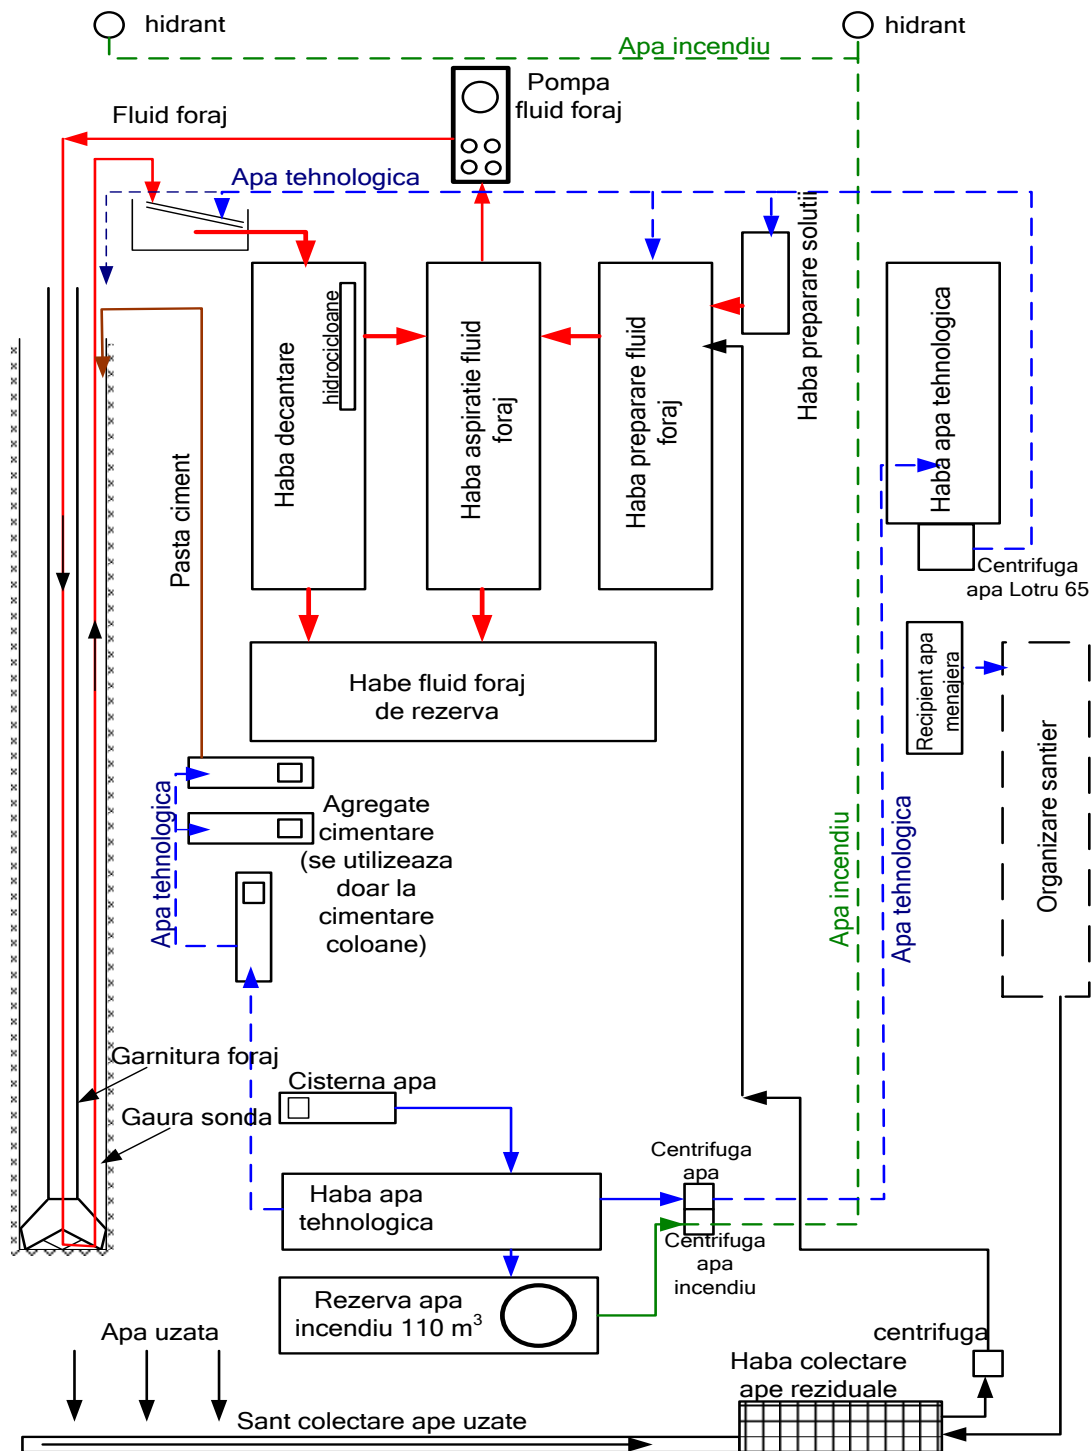 hidrant
hidrant
Apa incendiu
Pompa
fluid foraj
Fluid foraj
Apa tehnologica
Haba preparare solutii
hidrocicloane
Haba decantare
Haba aspiratie fluid
foraj
Haba preparare fluid
foraj
Haba apa tehnologica
Pasta ciment
Centrifuga
apa Lotru 65
Recipient apa
menajera
Habe fluid foraj
de rezerva
Organizare santier
Apa tehnologica
Agregate
cimentare
(se utilizeaza
doar la
cimentare
coloane)
Apa incendiu
Apa tehnologica
Garnitura foraj
Cisterna apa
Gaura sonda
Centrifuga
apa
Haba apa
tehnologica
Centrifuga
apa
incendiu
Rezerva apa
incendiu 110 m³
Apa uzata
centrifuga
Haba colectare
ape reziduale
Sant colectare ape uzate